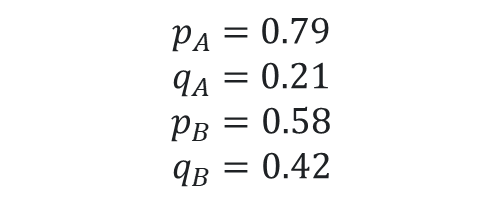 p_A = 0.79
q_A = 0.21
p_B = 0.58
q_B = 0.42